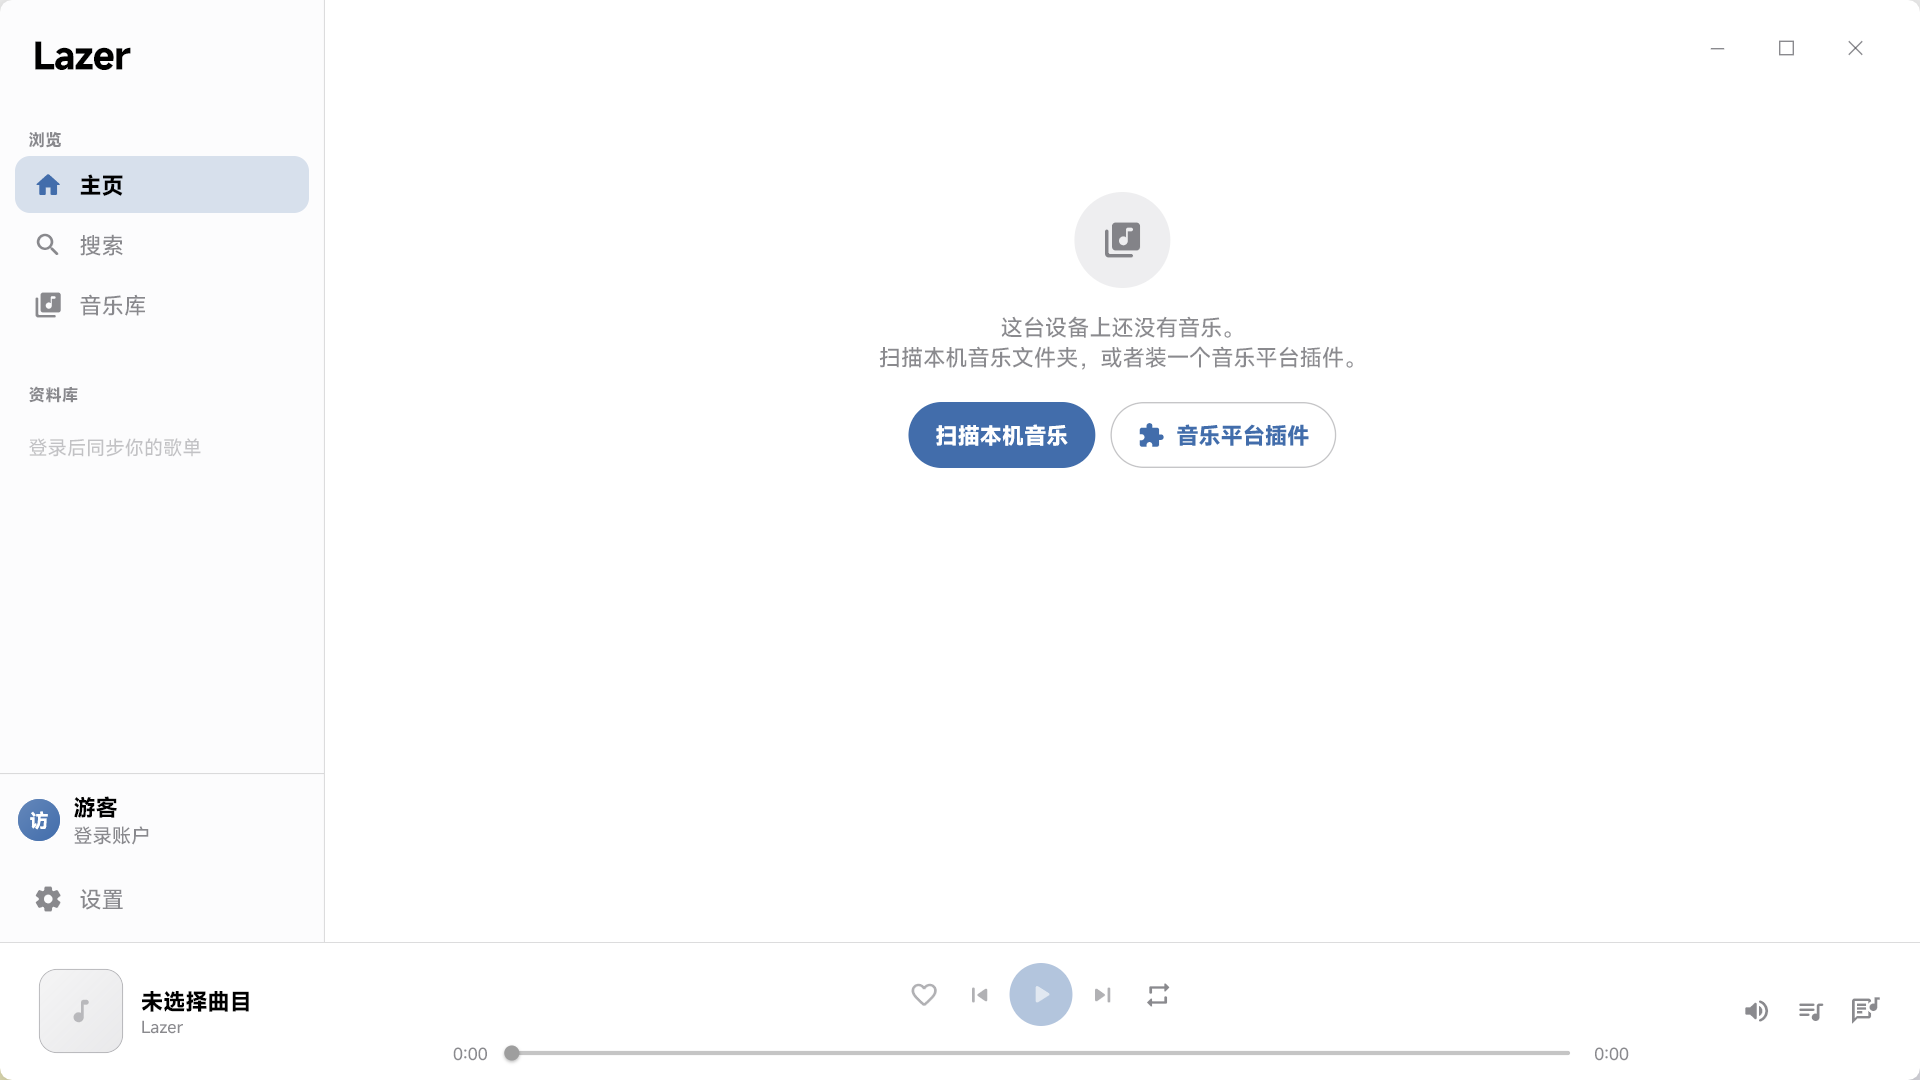 Lazer
浏览
主页
搜索
音乐库
资料库
登录后同步你的歌单
这台设备上还没有音乐。
扫描本机音乐文件夹，或者装一个音乐平台插件。
扫描本机音乐
音乐平台插件
访
游客
登录账户
设置
未选择曲目
Lazer
0:00
0:00